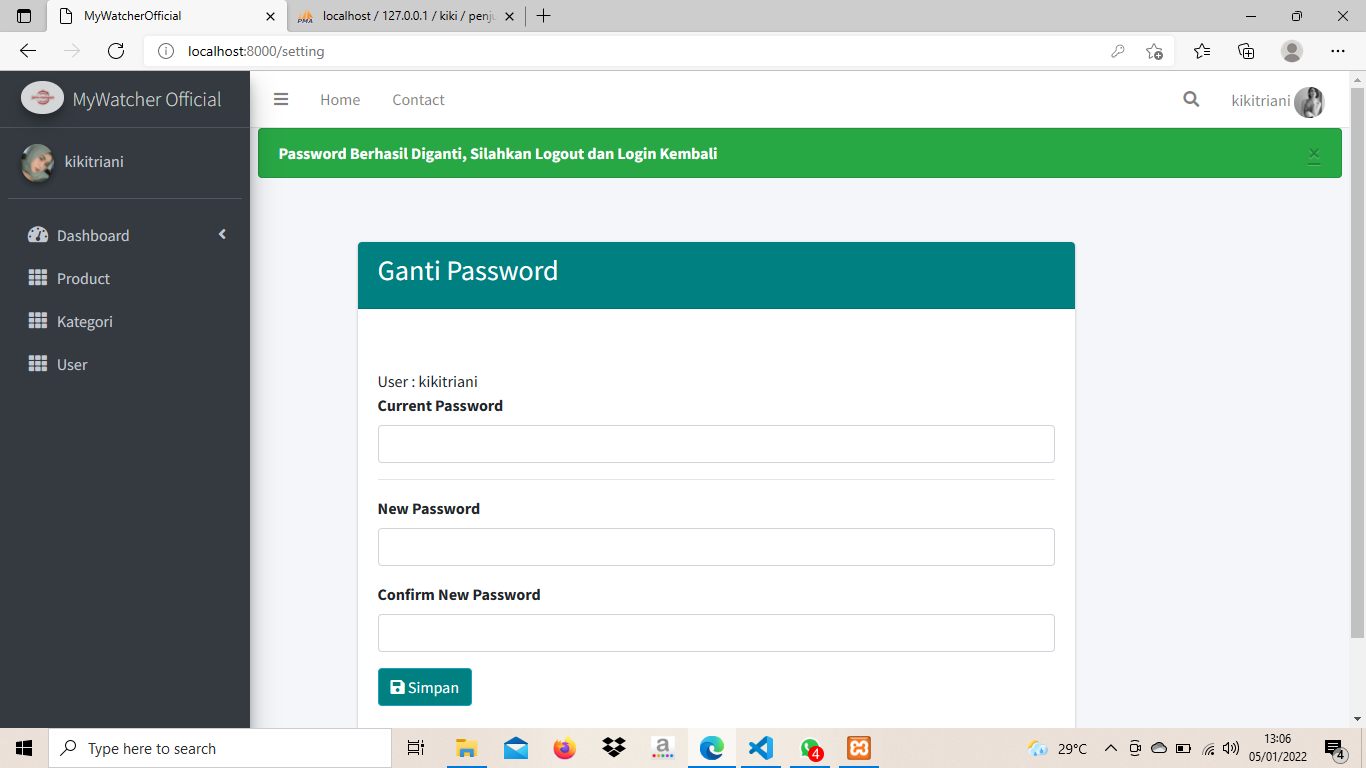 MyWatcherOfficial
localhost / 127.0.0.1 / kiki / penju
localhost:8000/setting
MyWatcher Official
Home
Contact
kikitriani
kikitriani
Password Berhasil Diganti, Silahkan Logout dan Login Kembali
×
Dashboard
Product
Kategori
User
Ganti Password
User : kikitriani
Current Password
New Password
Confirm New Password
Simpan
Type here to search
29°C
13:06
05/01/2022
4
4